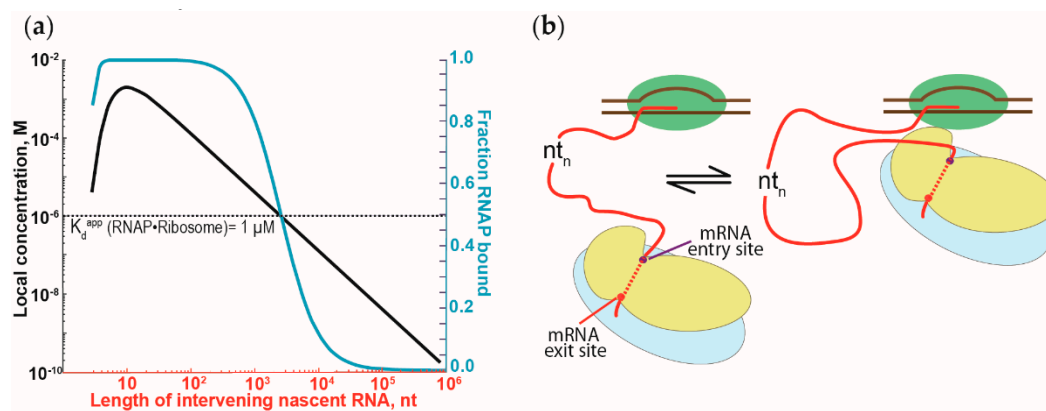 (a)
10^-2
10^-4
10^-6
10^-8
10^-10
Local concentration, M
K_d^app (RNAP•Ribosome)= 1 µM
1.0
0.8
0.6
0.4
0.2
0.0
Fraction RNAP bound
10
10^2
10^3
10^4
10^5
10^6
Length of intervening nascent RNA, nt
(b)
nt_n
nt_n
mRNA
entry site
mRNA
exit site